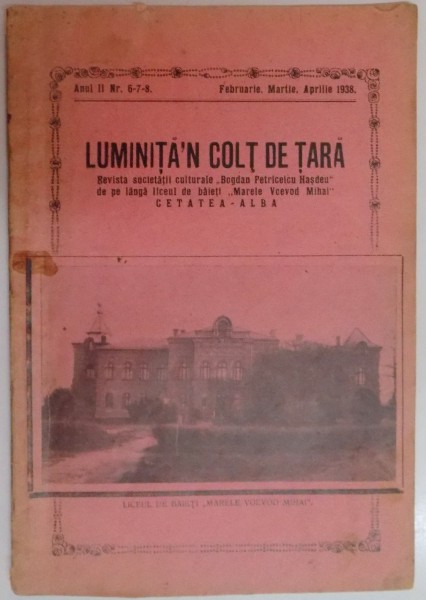 Anul II Nr. 6-7-8. Februarie, Martie, Aprilie 1938.
LUMINIȚĂ'N COLȚ DE ȚARĂ
Revista societății culturale „Bogdan Petriceicu Hașdeu"
de pe lângă liceul de băieți „Marele Voevod Mihai"
CETATEA-ALBA
LICEUL DE BĂIEȚI „MARELE VOEVOD MIHAI".